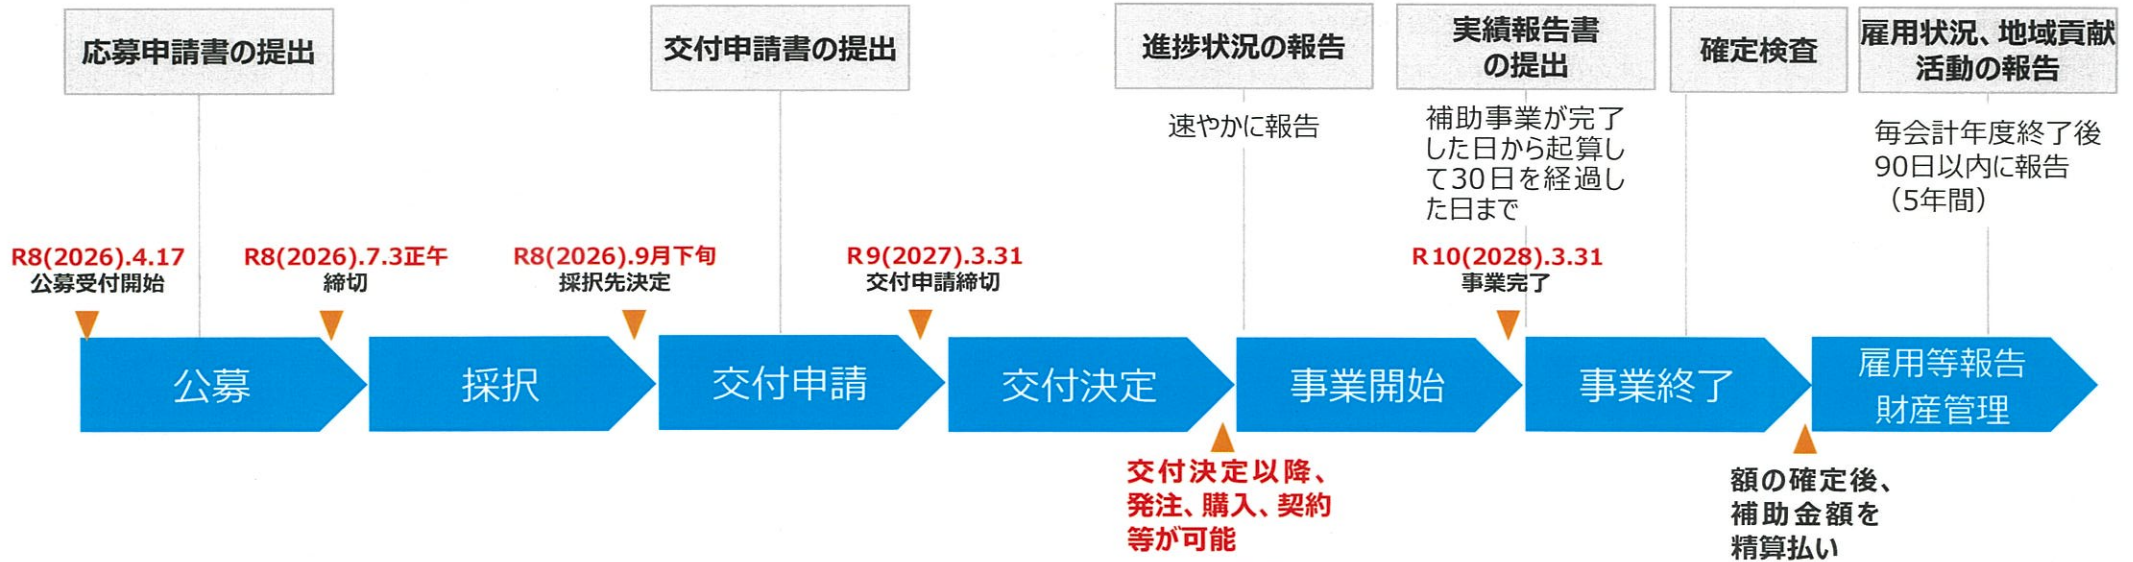 応募申請書の提出
交付申請書の提出
進捗状況の報告
速やかに報告
実績報告書
の提出
補助事業が完了
した日から起算し
て30日を経過し
た日まで
確定検査
雇用状況、地域貢献
活動の報告
毎会計年度終了後
90日以内に報告
（5年間）
R8(2026).4.17
公募受付開始
R8(2026).7.3正午
締切
R8(2026).9月下旬
採択先決定
R9(2027).3.31
交付申請締切
R10(2028).3.31
事業完了
公募
採択
交付申請
交付決定
事業開始
事業終了
雇用等報告
財産管理
交付決定以降、
発注、購入、契約
等が可能
額の確定後、
補助金額を
精算払い